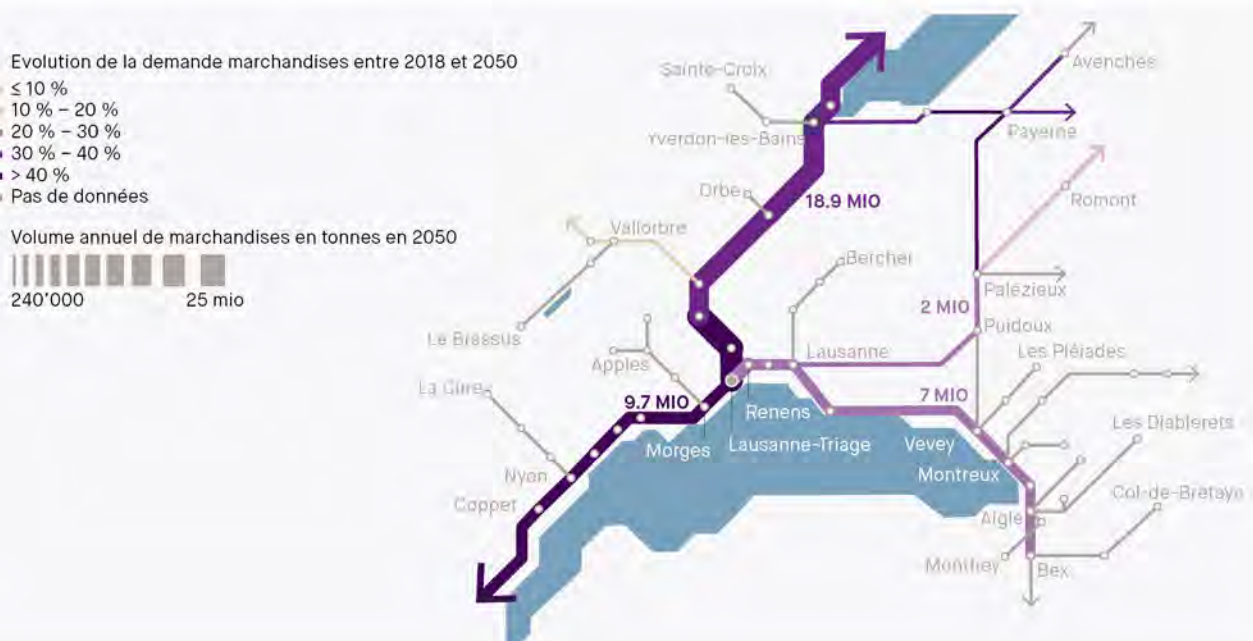 Evolution de la demande marchandises entre 2018 et 2050
≤ 10 %
10 % – 20 %
20 % – 30 %
30 % – 40 %
> 40 %
Pas de données
Volume annuel de marchandises en tonnes en 2050
240'000 25 mio
Sainte-Croix
Avenches
Yverdon-les-Bains
Payerne
Orbe
18.9 MIO
Romont
Vallorbre
Bercher
Palézieux
2 MIO
Puidoux
Le Brassus
Lausanne
Les Pléiades
Apples
La Cure
9.7 MIO
7 MIO
Renens
Les Diablerets
Morges
Lausanne-Triage
Vevey
Montreux
Nyon
Col-de-Bretaye
Coppet
Aigle
Monthey
Bex